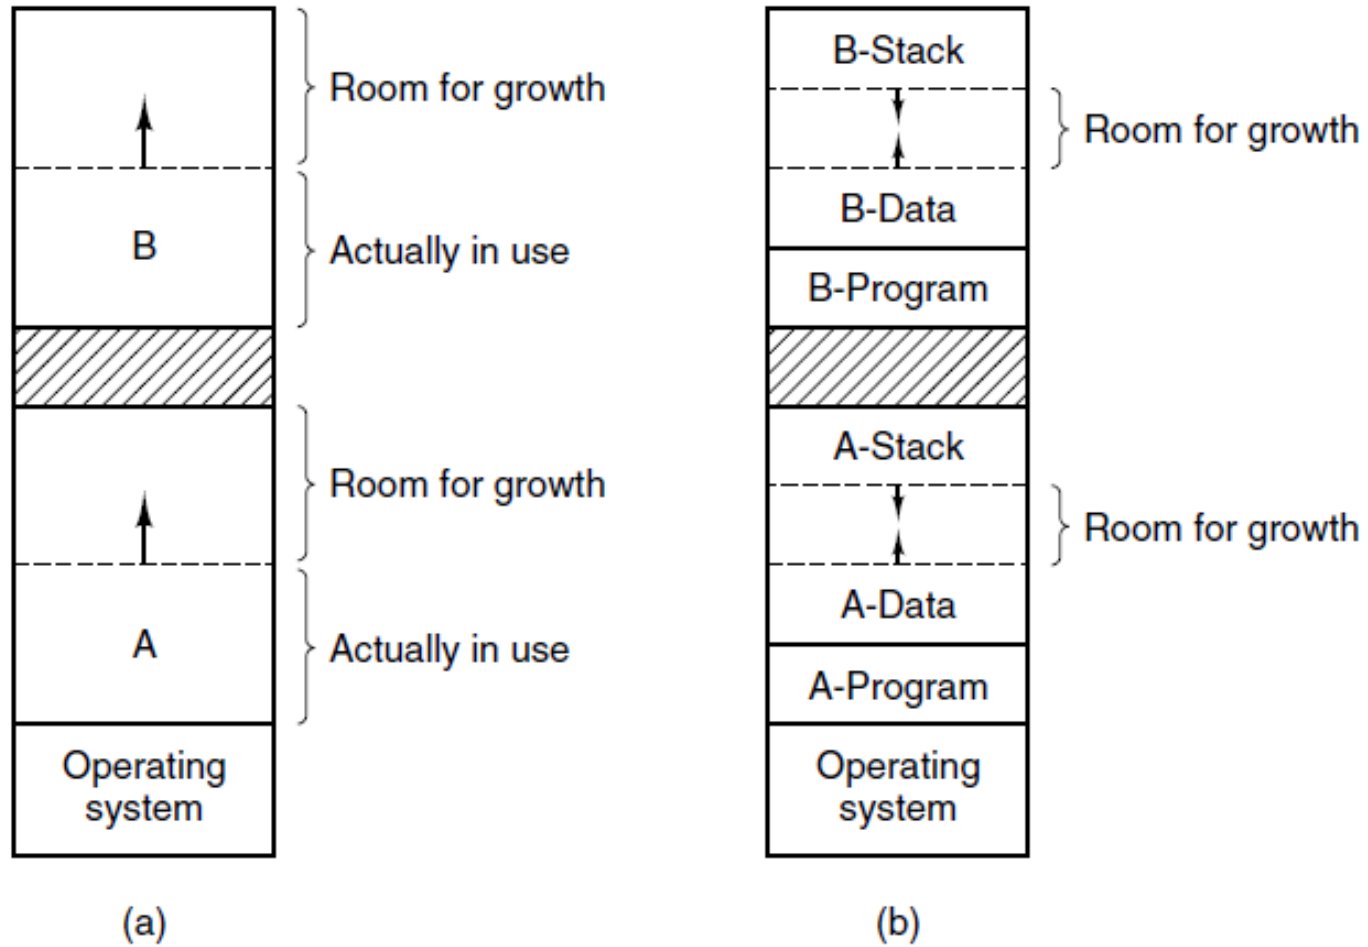 Room for growth
B
Actually in use
Room for growth
A
Actually in use
Operating
system
(a)
B-Stack
Room for growth
B-Data
B-Program
A-Stack
Room for growth
A-Data
A-Program
Operating
system
(b)